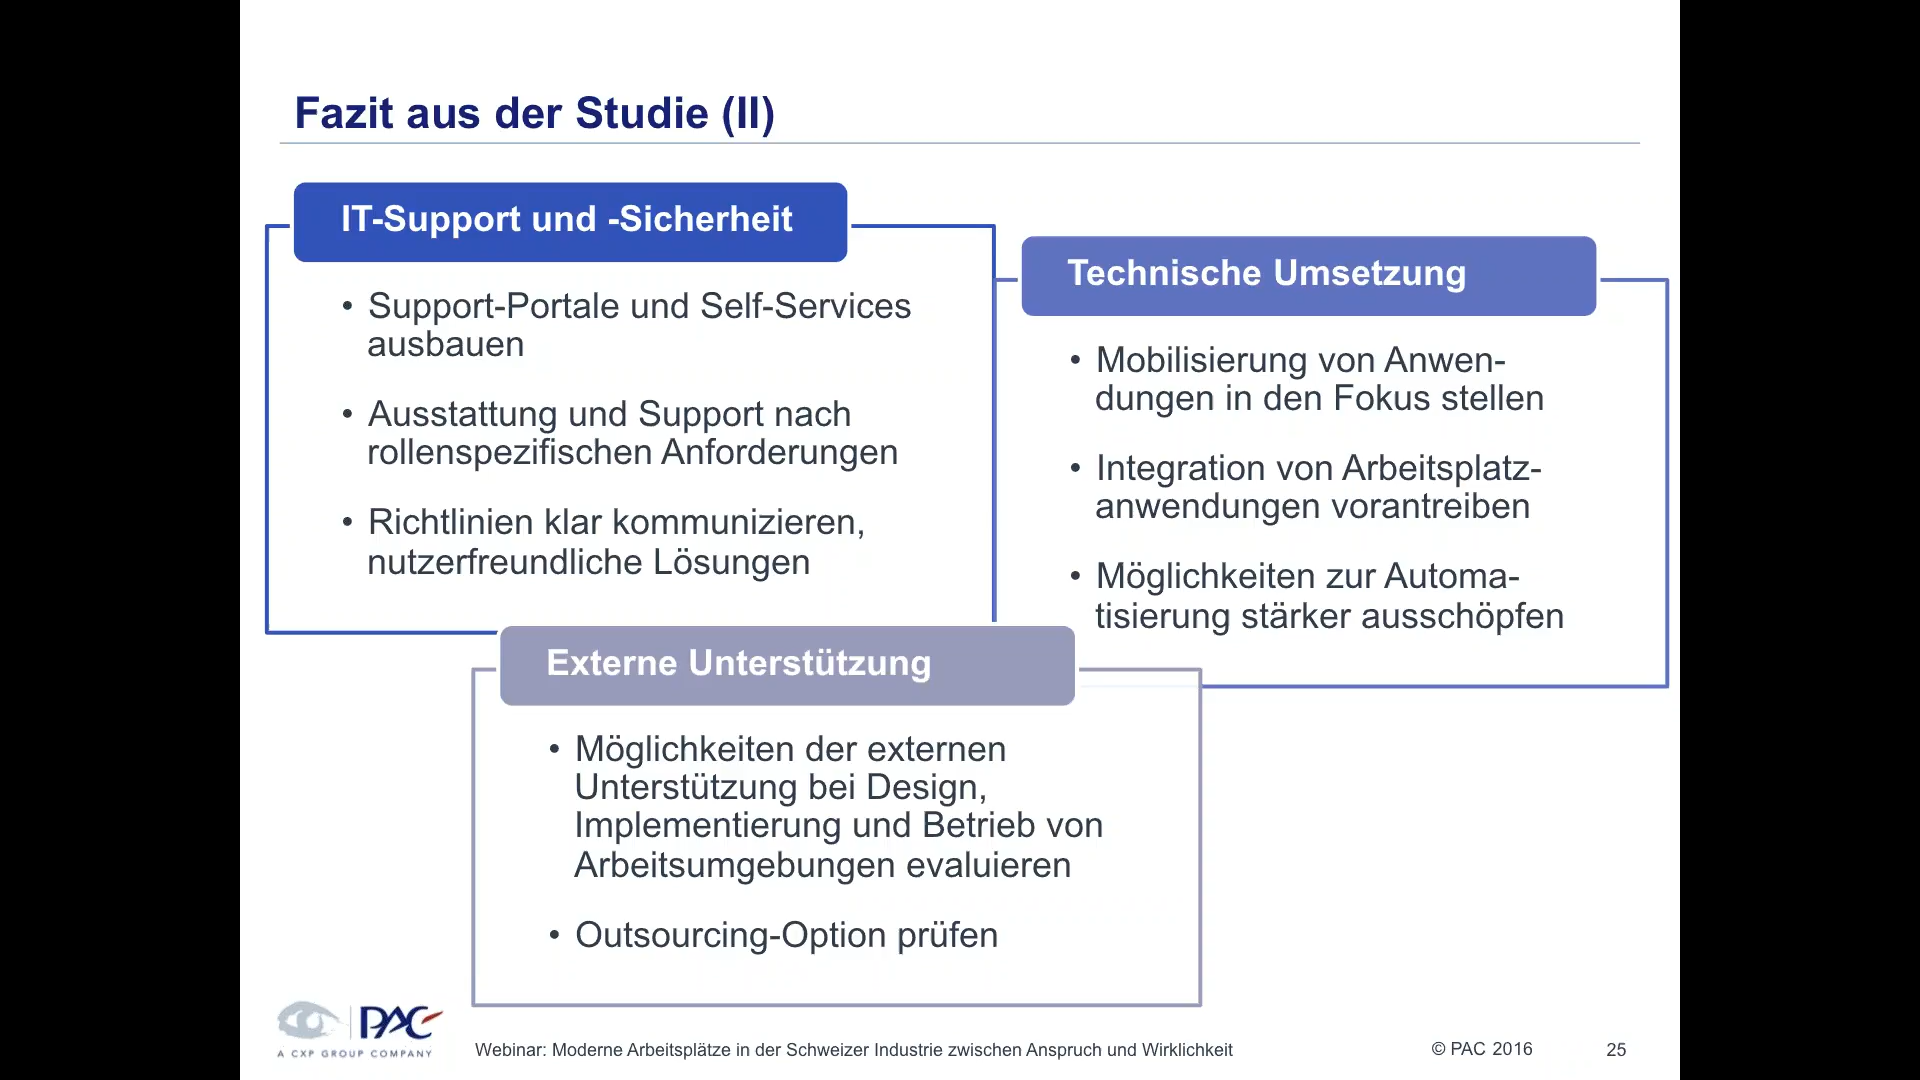 Fazit aus der Studie (II)
IT-Support und -Sicherheit
• Support-Portale und Self-Services
ausbauen
• Ausstattung und Support nach
rollenspezifischen Anforderungen
• Richtlinien klar kommunizieren,
nutzerfreundliche Lösungen
Technische Umsetzung
• Mobilisierung von Anwen-
dungen in den Fokus stellen
• Integration von Arbeitsplatz-
anwendungen vorantreiben
• Möglichkeiten zur Automa-
tisierung stärker ausschöpfen
Externe Unterstützung
• Möglichkeiten der externen
Unterstützung bei Design,
Implementierung und Betrieb von
Arbeitsumgebungen evaluieren
• Outsourcing-Option prüfen
PAC
A CXP GROUP COMPANY
Webinar: Moderne Arbeitsplätze in der Schweizer Industrie zwischen Anspruch und Wirklichkeit
© PAC 2016
25